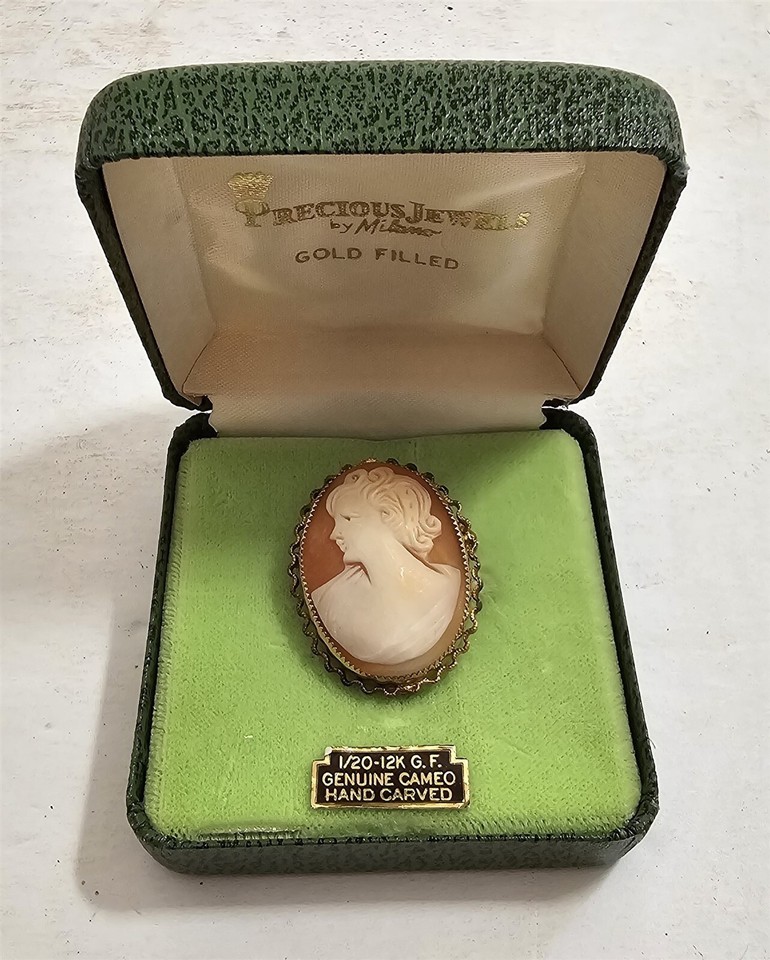 PRECIOUS JEWELS
by Milano
GOLD FILLED
1/20-12K G.F.
GENUINE CAMEO
HAND CARVED